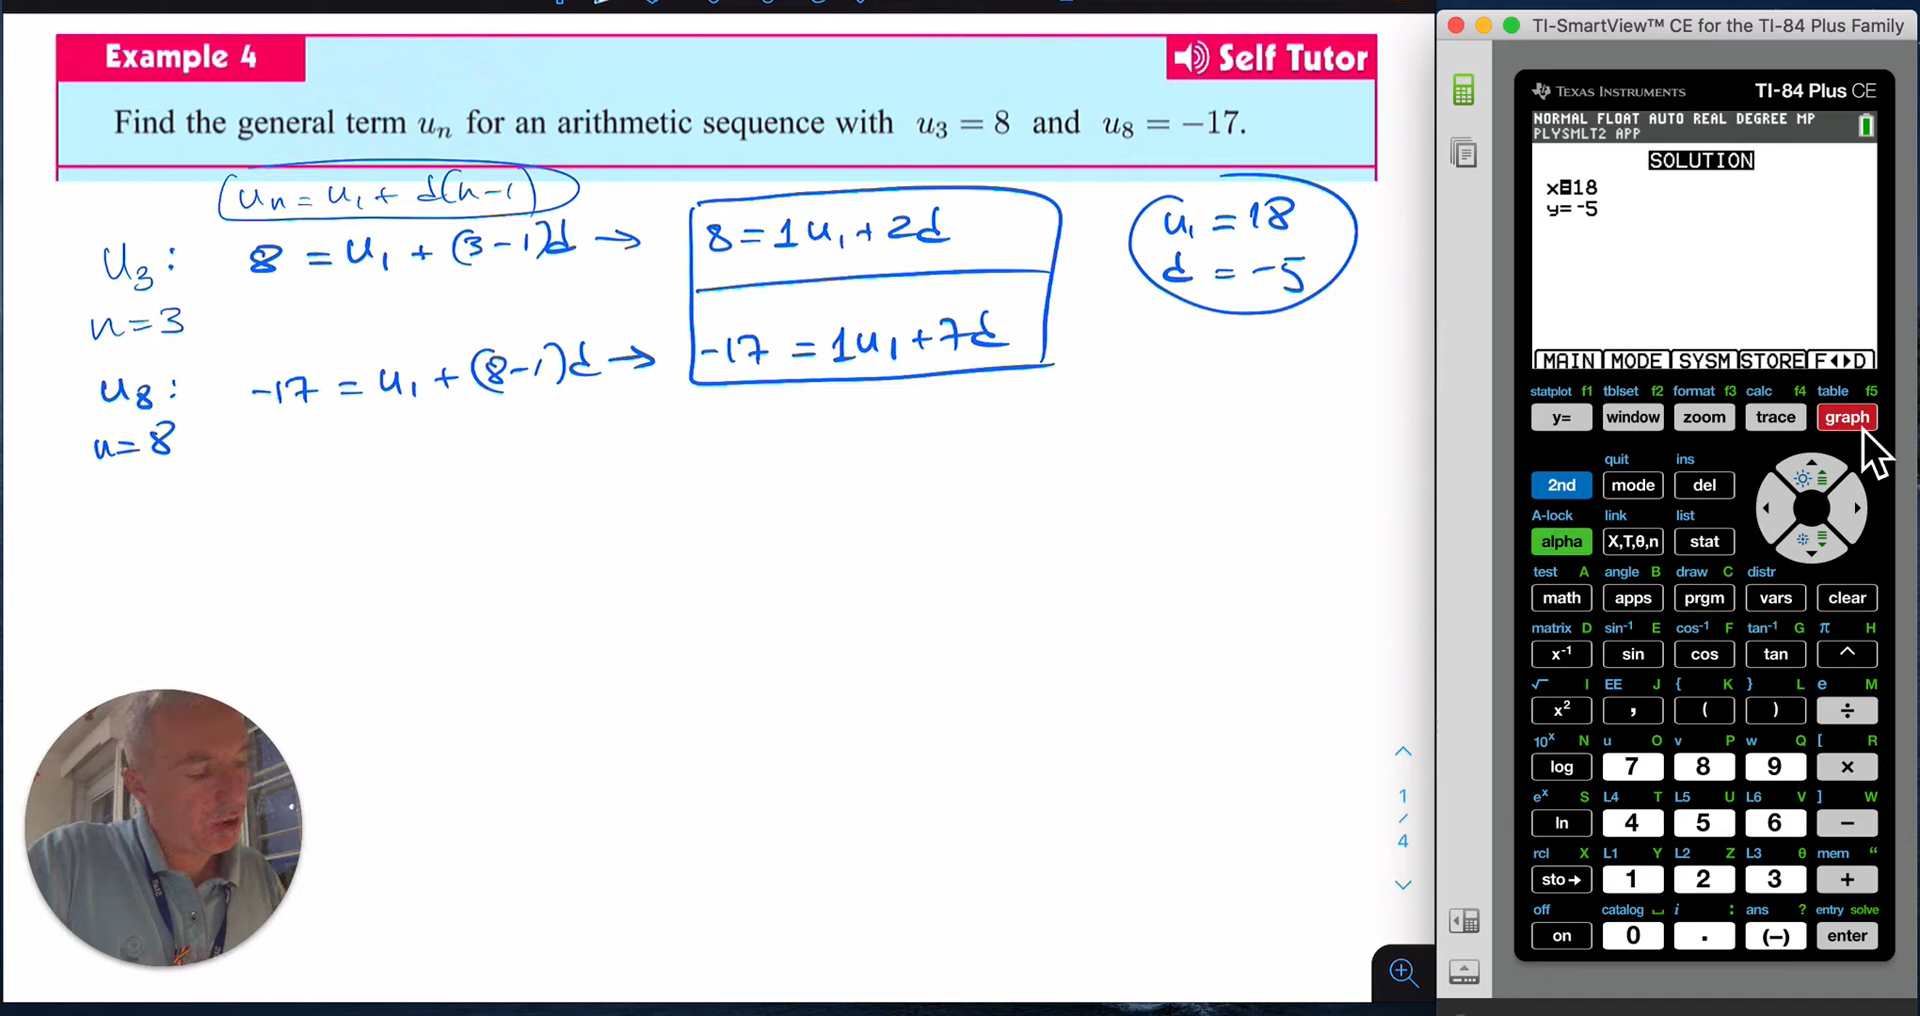 Example 4
Self Tutor
Find the general term uₙ for an arithmetic sequence with u₃ = 8 and u₈ = −17.
uₙ = u₁ + d(n−1)
u₃: 8 = u₁ + (3−1)d →
n=3
u₈: -17 = u₁ + (8−1)d →
n=8
8 = 1u₁ + 2d
-17 = 1u₁ + 7d
u₁ = 18
d = −5
1
/
4
TI-SmartView™ CE for the TI-84 Plus Family
TEXAS INSTRUMENTS TI-84 Plus CE
NORMAL FLOAT AUTO REAL DEGREE MP
PLYSMLT2 APP
SOLUTION
x=18
y=-5
MAIN MODE SYSM STORE F◄►D
statplot f1 tblset f2 format f3 calc f4 table f5
y= window zoom trace graph
quit ins
2nd mode del
A-lock link list
alpha X,T,θ,n stat
test A angle B draw C distr
math apps prgm vars clear
matrix D sin⁻¹ E cos⁻¹ F tan⁻¹ G π H
x⁻¹ sin cos tan ^
√ I EE J { K } L e M
x² , ( ) ÷
10ˣ N u O v P w Q [ R
log 7 8 9 ×
eˣ S L4 T L5 U L6 V ] W
ln 4 5 6 −
rcl X L1 Y L2 Z L3 θ mem "
sto→ 1 2 3 +
off catalog ⎵ i : ans ? entry solve
on 0 . (−) enter